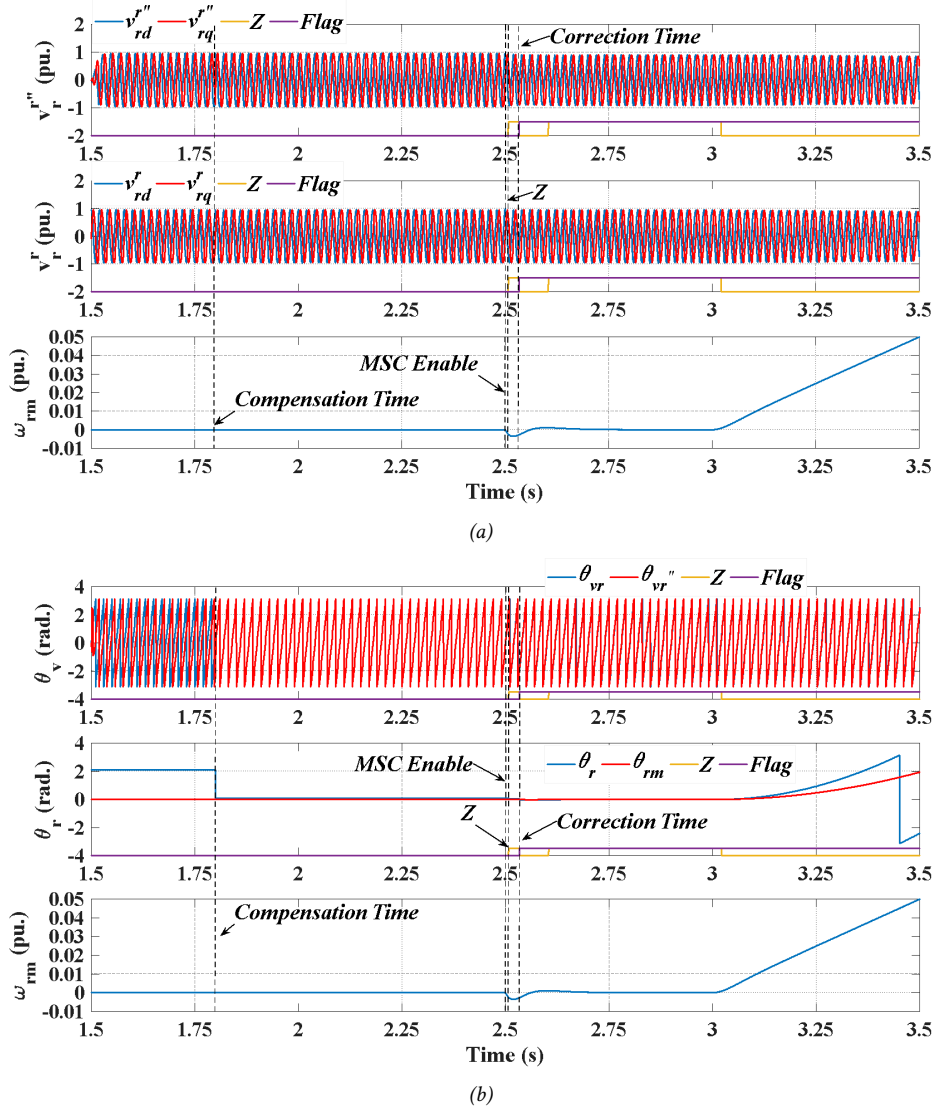 v_rd^r'' v_rq^r'' Z Flag
Correction Time
v_r^r'' (pu.)
2
1
0
-1
-2
1.5 1.75 2 2.25 2.5 2.75 3 3.25 3.5
v_rd^r v_rq^r Z Flag
Z
v_r^r (pu.)
2
1
0
-1
-2
1.5 1.75 2 2.25 2.5 2.75 3 3.25 3.5
ω_rm (pu.)
0.05
0.04
0.03
0.02
0.01
0
-0.01
MSC Enable
Compensation Time
1.5 1.75 2 2.25 2.5 2.75 3 3.25 3.5
Time (s)
(a)
θ_vr θ_vr'' Z Flag
θ_v (rad.)
4
2
0
-2
-4
1.5 1.75 2 2.25 2.5 2.75 3 3.25 3.5
MSC Enable
θ_r θ_rm Z Flag
θ_r (rad.)
4
2
0
-2
-4
Z
Correction Time
1.5 1.75 2 2.25 2.5 2.75 3 3.25 3.5
Compensation Time
ω_rm (pu.)
0.05
0.04
0.03
0.02
0.01
0
-0.01
1.5 1.75 2 2.25 2.5 2.75 3 3.25 3.5
Time (s)
(b)